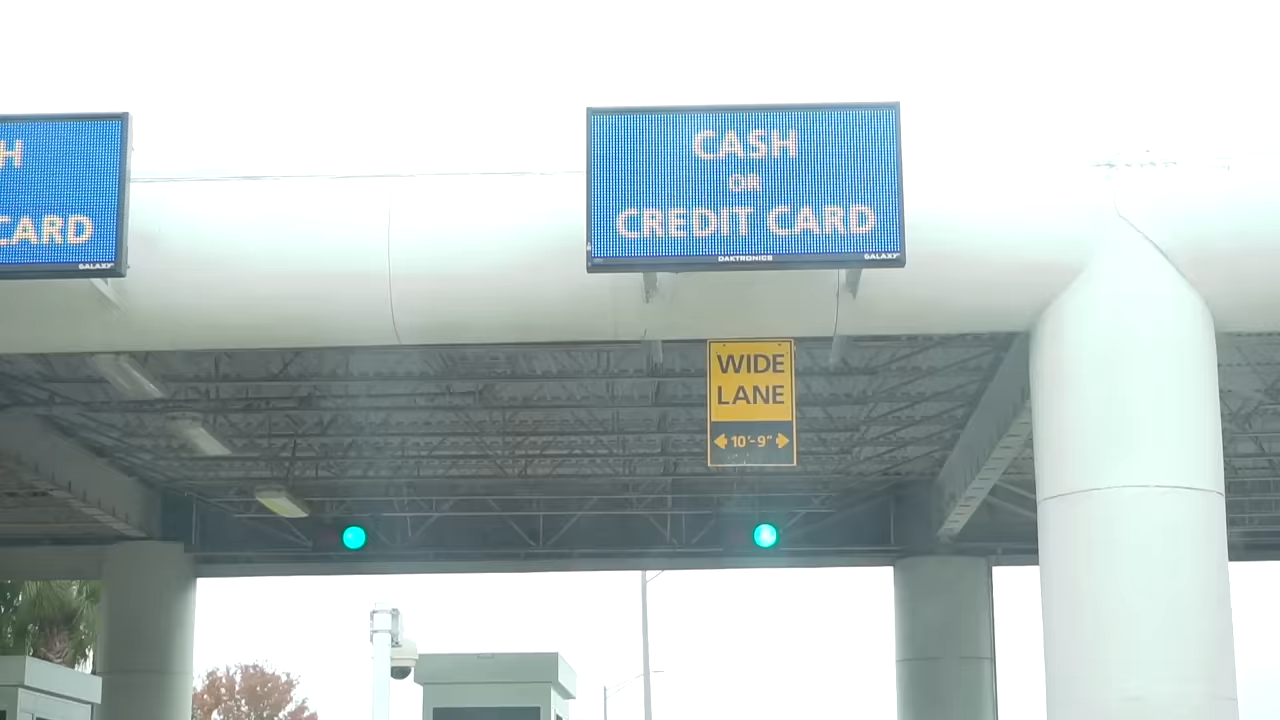 H
CARD
GALAXY
CASH
OR
CREDIT CARD
DAKTRONICS
GALAXY
WIDE
LANE
10'-9"